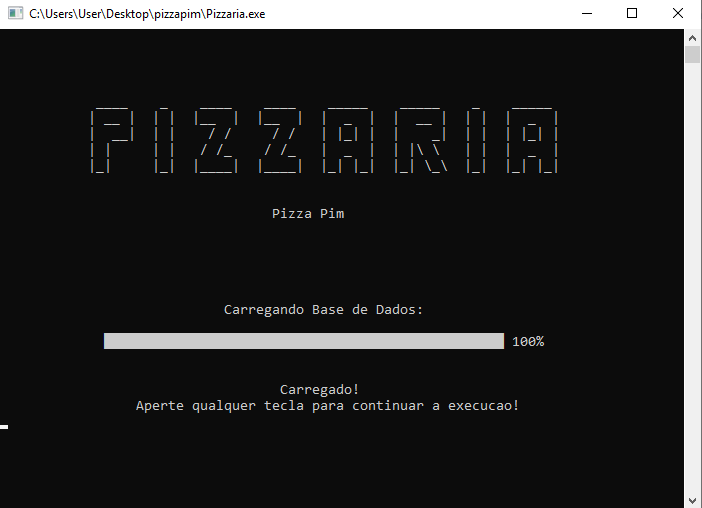 C:\Users\User\Desktop\pizzapim\Pizzaria.exe
PIZZARIA
Pizza Pim
Carregando Base de Dados:
100%
Carregado!
Aperte qualquer tecla para continuar a execucao!